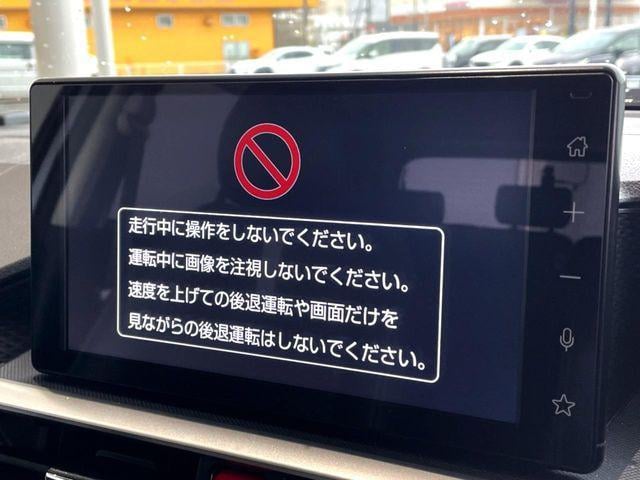 走行中に操作をしないでください。
運転中に画像を注視しないでください。
速度を上げての後退運転や画面だけを
見ながらの後退運転はしないでください。